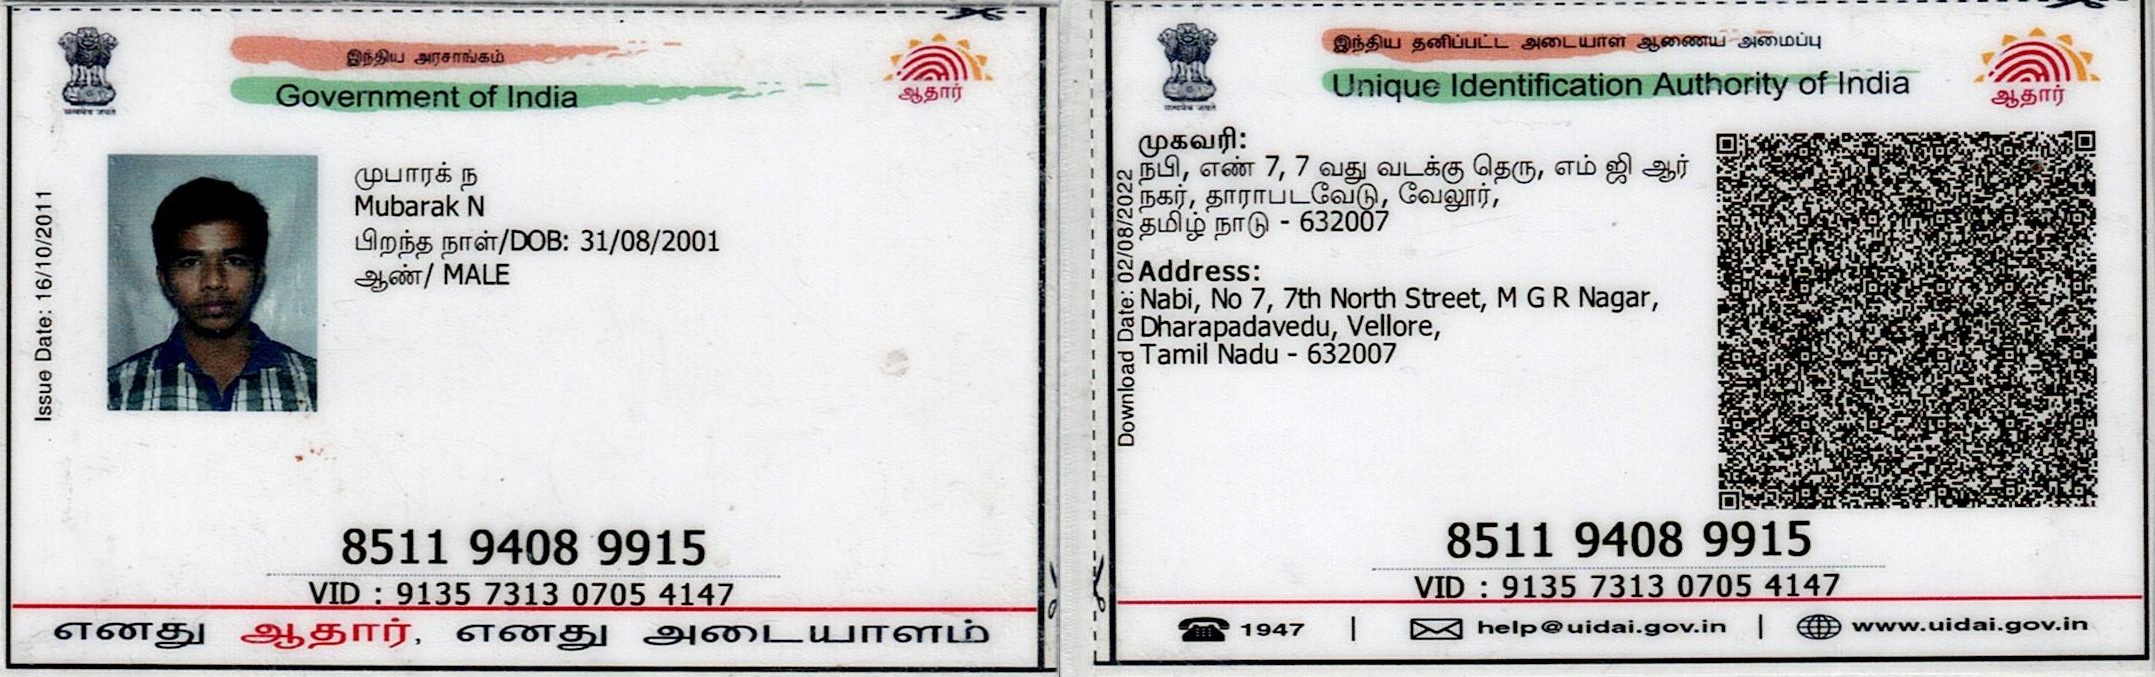 இந்திய அரசாங்கம்
Government of India
ஆதார்
Issue Date: 16/10/2011
முபாரக் ந
Mubarak N
பிறந்த நாள்/DOB: 31/08/2001
ஆண்/ MALE
8511 9408 9915
VID : 9135 7313 0705 4147
எனது ஆதார், எனது அடையாளம்
இந்திய தனிப்பட்ட அடையாள ஆணைய அமைப்பு
Unique Identification Authority of India
ஆதார்
Download Date: 02/08/2022
முகவரி:
நபி, எண் 7, 7 வது வடக்கு தெரு, எம் ஜி ஆர்
நகர், தாராபடவேடு, வேலூர்,
தமிழ் நாடு - 632007
Address:
Nabi, No 7, 7th North Street, M G R Nagar,
Dharapadavedu, Vellore,
Tamil Nadu - 632007
8511 9408 9915
VID : 9135 7313 0705 4147
1947 | help@uidai.gov.in | www.uidai.gov.in